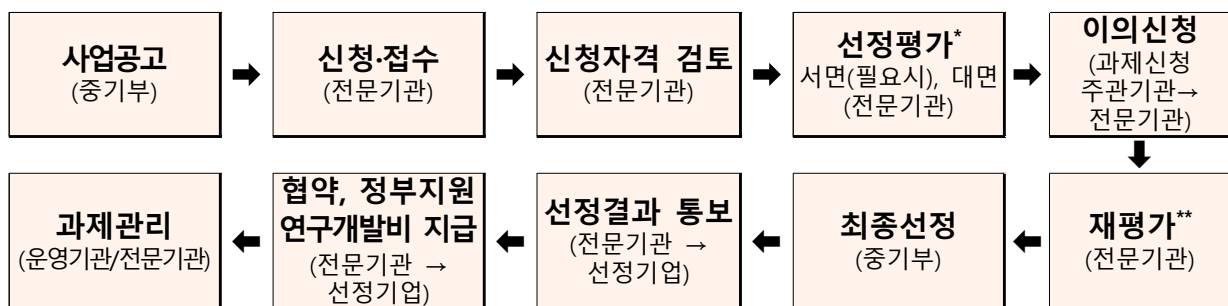 사업공고
(중기부)
신청·접수
(전문기관)
신청자격 검토
(전문기관)
선정평가*
서면(필요시), 대면
(전문기관)
이의신청
(과제신청
주관기관→
전문기관)
과제관리
(운영기관/전문기관)
협약, 정부지원
연구개발비 지급
(전문기관 →
선정기업)
선정결과 통보
(전문기관 →
선정기업)
최종선정
(중기부)
재평가**
(전문기관)